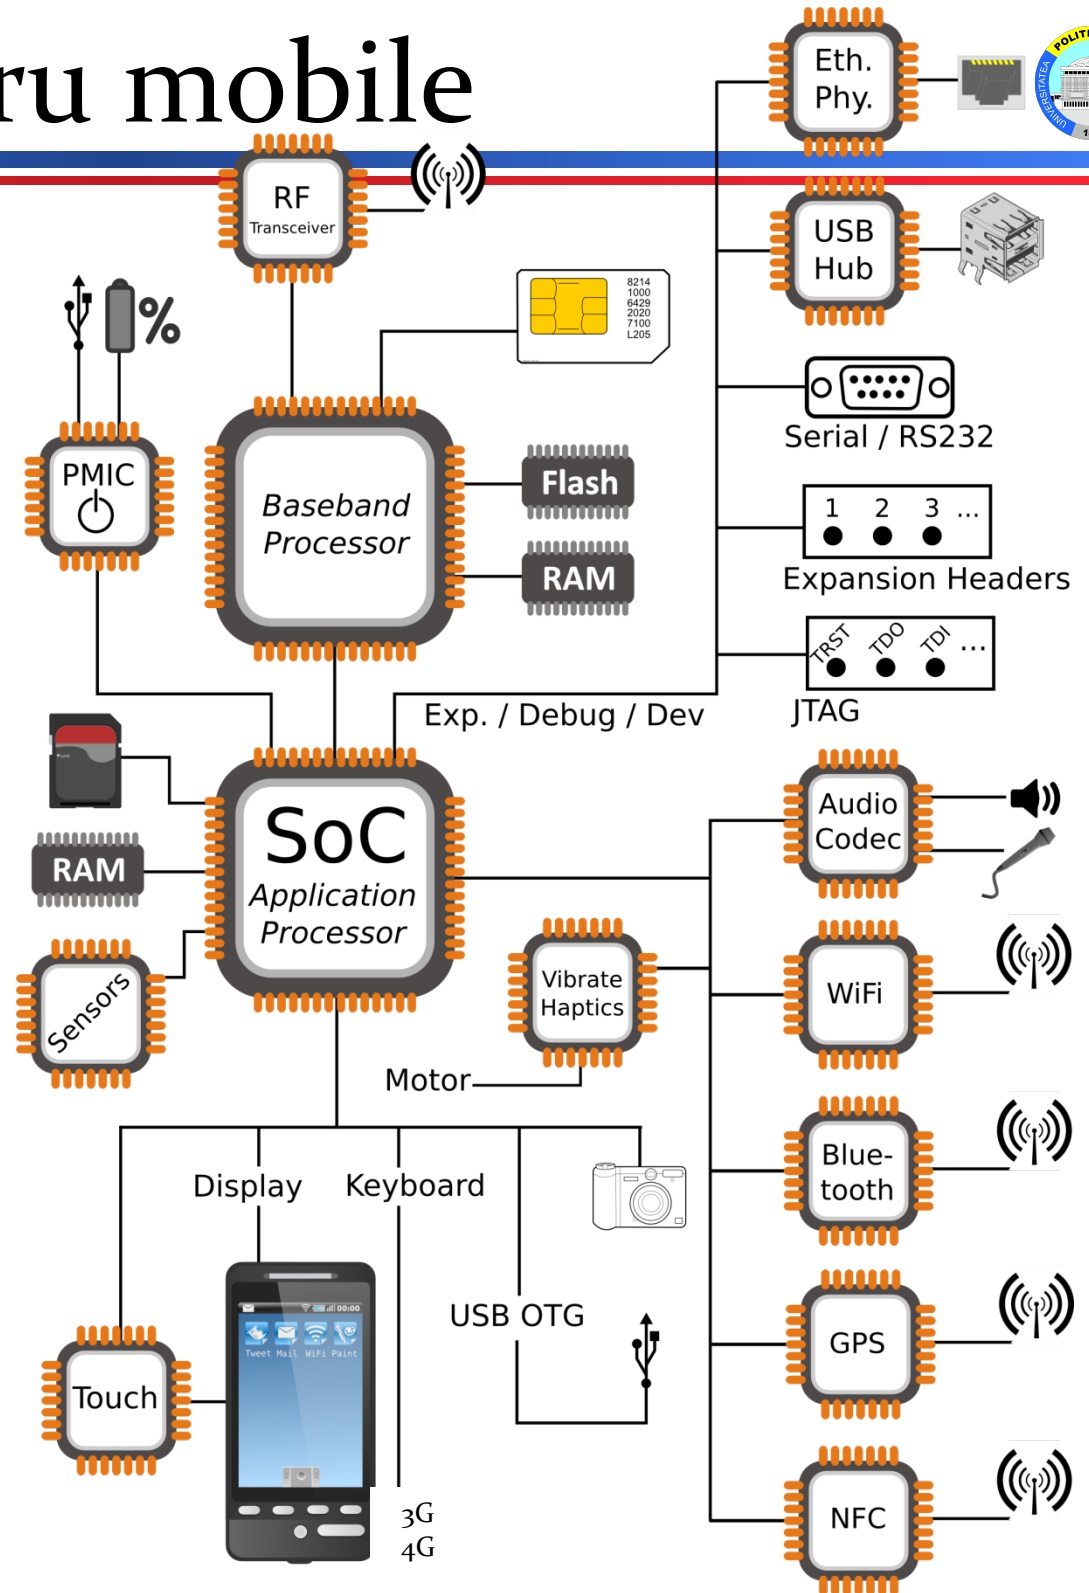 ru mobile
Eth.
Phy.
POLIT
UNIVERSITATEA
RF
Transceiver
USB
Hub
8214
1000
6429
2020
7100
L205
%
PMIC
Serial / RS232
Baseband
Processor
Flash
RAM
1 2 3 ...
Expansion Headers
TRST TDO TDI ...
JTAG
Exp. / Debug / Dev
SoC
Application
Processor
RAM
Sensors
Audio
Codec
Vibrate
Haptics
WiFi
Motor
Blue-
tooth
Display
Keyboard
USB OTG
00:00
Tweet Mail WiFi Paint
GPS
Touch
3G
4G
NFC